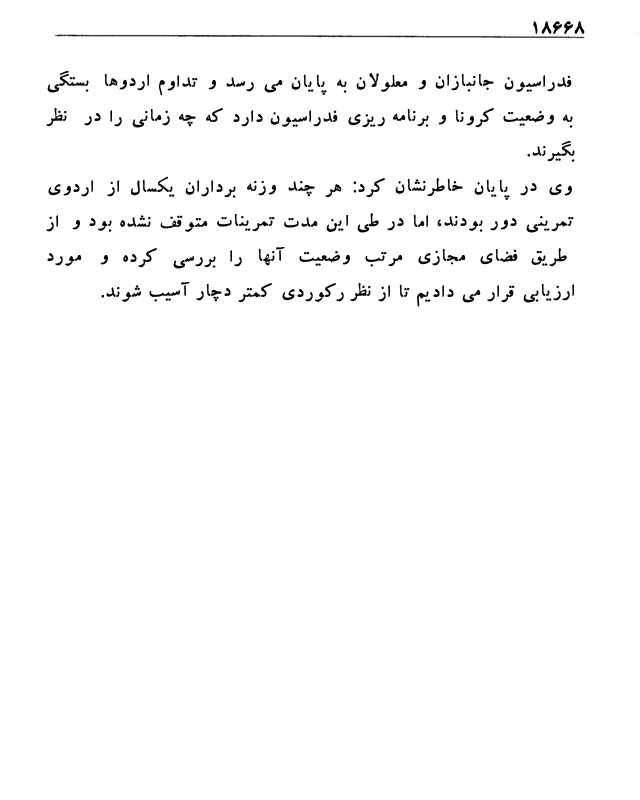 ۱۸۶۶۸
فدراسیون جانبازان و معلولان به پایان می رسد و تداوم اردوها بستگی
به وضعیت کرونا و برنامه ریزی فدراسیون دارد که چه زمانی را در نظر
بگیرند.
وی در پایان خاطرنشان کرد: هر چند وزنه برداران یکسال از اردوی
تمرینی دور بودند، اما در طی این مدت تمرینات متوقف نشده بود و از
طریق فضای مجازی مرتب وضعیت آنها را بررسی کرده و مورد
ارزیابی قرار می دادیم تا از نظر رکوردی کمتر دچار آسیب شوند.